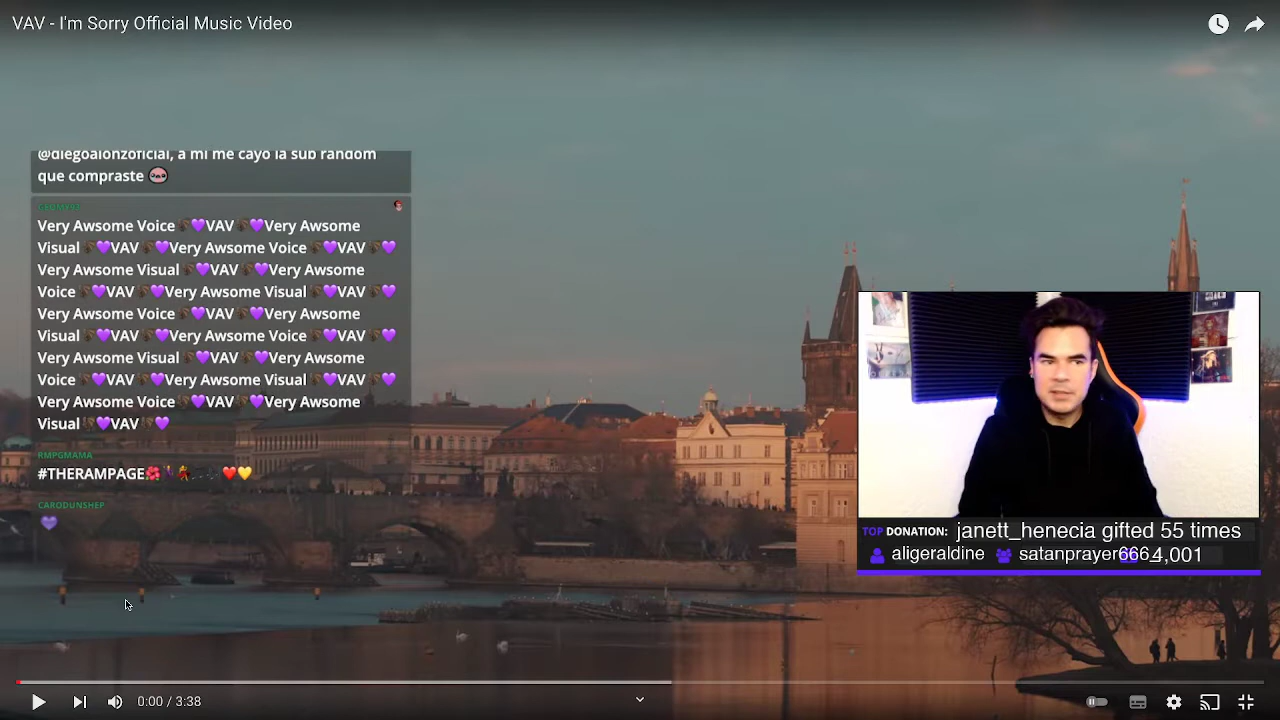 VAV - I'm Sorry Official Music Video
@diegoalonzoficial, a mi me cayo la sub random
que compraste
Very Awsome Voice VAV Very Awsome
Visual VAV Very Awsome Voice VAV
Very Awsome Visual VAV Very Awsome
Voice VAV Very Awsome Visual VAV
Very Awsome Voice VAV Very Awsome
Visual VAV Very Awsome Voice VAV
Very Awsome Visual VAV Very Awsome
Voice VAV Very Awsome Visual VAV
Very Awsome Voice VAV Very Awsome
Visual VAV
RMPGMAMA
#THERAMPAGE
CARODUNSHEP
TOP DONATION: janett_henecia gifted 55 times
aligeraldine satanprayer666 4,001
0:00 / 3:38